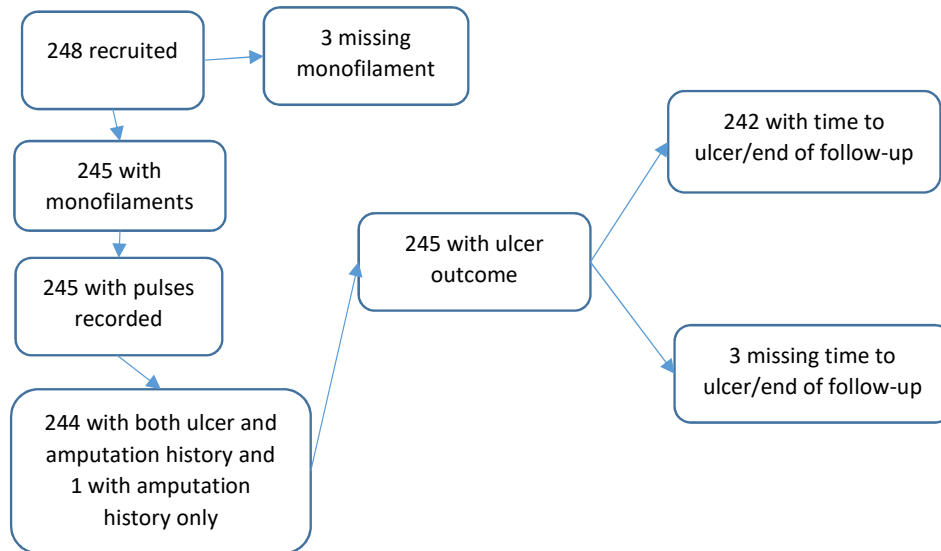 248 recruited
3 missing
monofilament
245 with
monofilaments
245 with pulses
recorded
244 with both ulcer and
amputation history and
1 with amputation
history only
245 with ulcer
outcome
242 with time to
ulcer/end of follow-up
3 missing time to
ulcer/end of follow-up